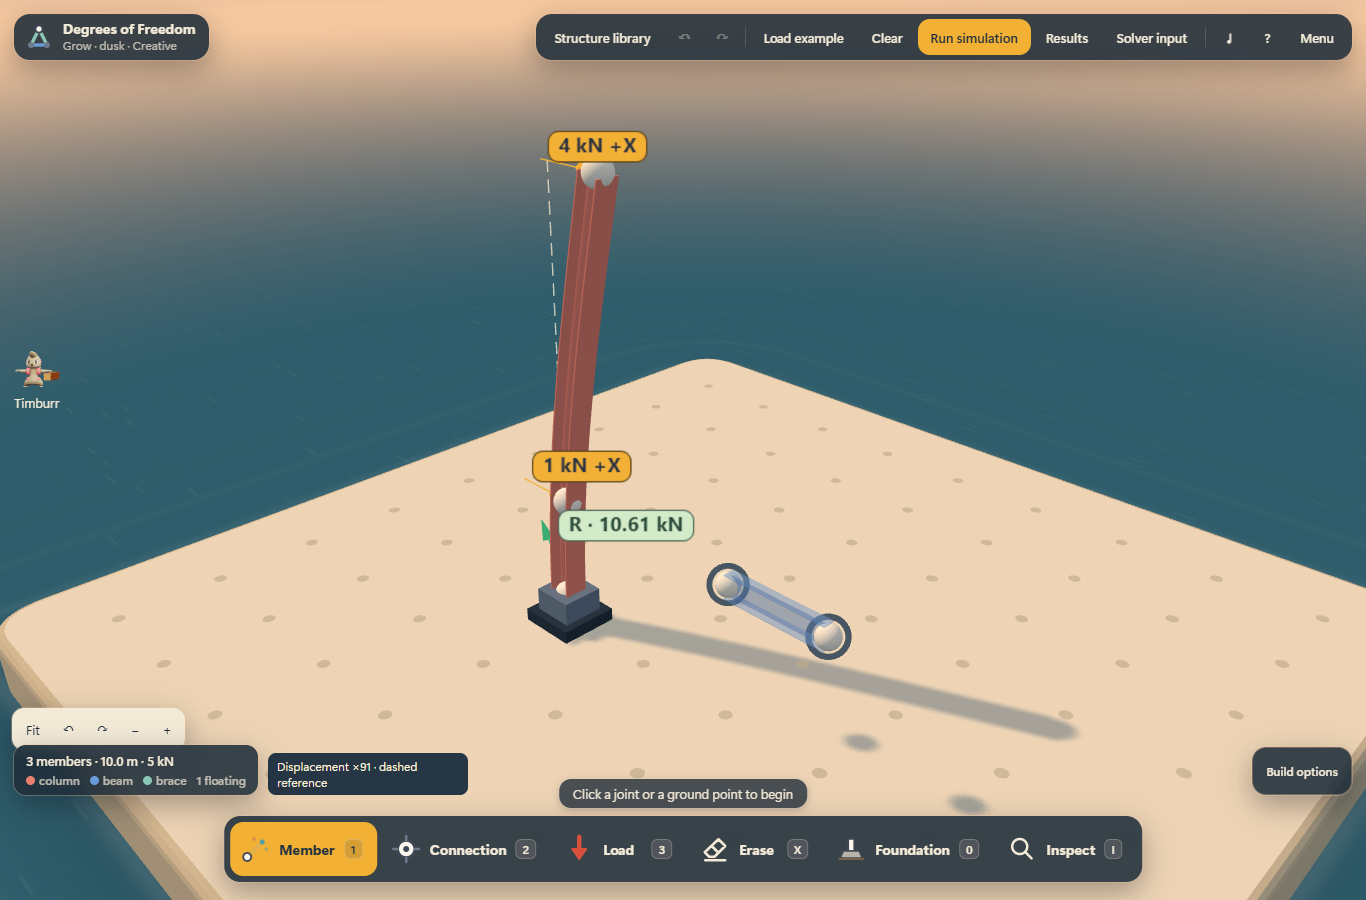 Degrees of Freedom
Grow · dusk · Creative
Structure library
Load example
Clear
Run simulation
Results
Solver input
?
Menu
4 kN +X
1 kN +X
R · 10.61 kN
Timburr
Fit
− +
3 members · 10.0 m · 5 kN
column beam brace 1 floating
Displacement ×91 · dashed
reference
Click a joint or a ground point to begin
Build options
Member 1
Connection 2
Load 3
Erase X
Foundation 0
Inspect I